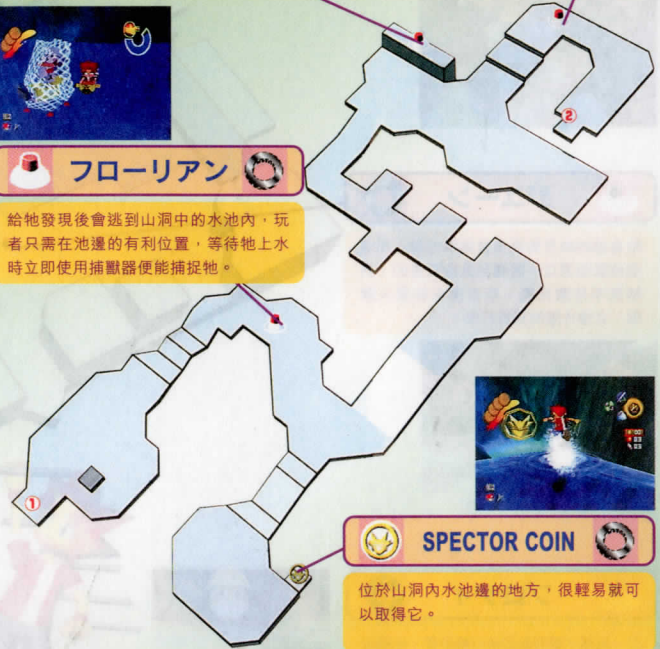 ②
フローリアン
給牠發現後會逃到山洞中的水池內，玩
者只需在池邊的有利位置，等待牠上水
時立即使用捕獸器便能捕捉牠。
①
SPECTOR COIN
位於山洞內水池邊的地方，很輕易就可
以取得它。